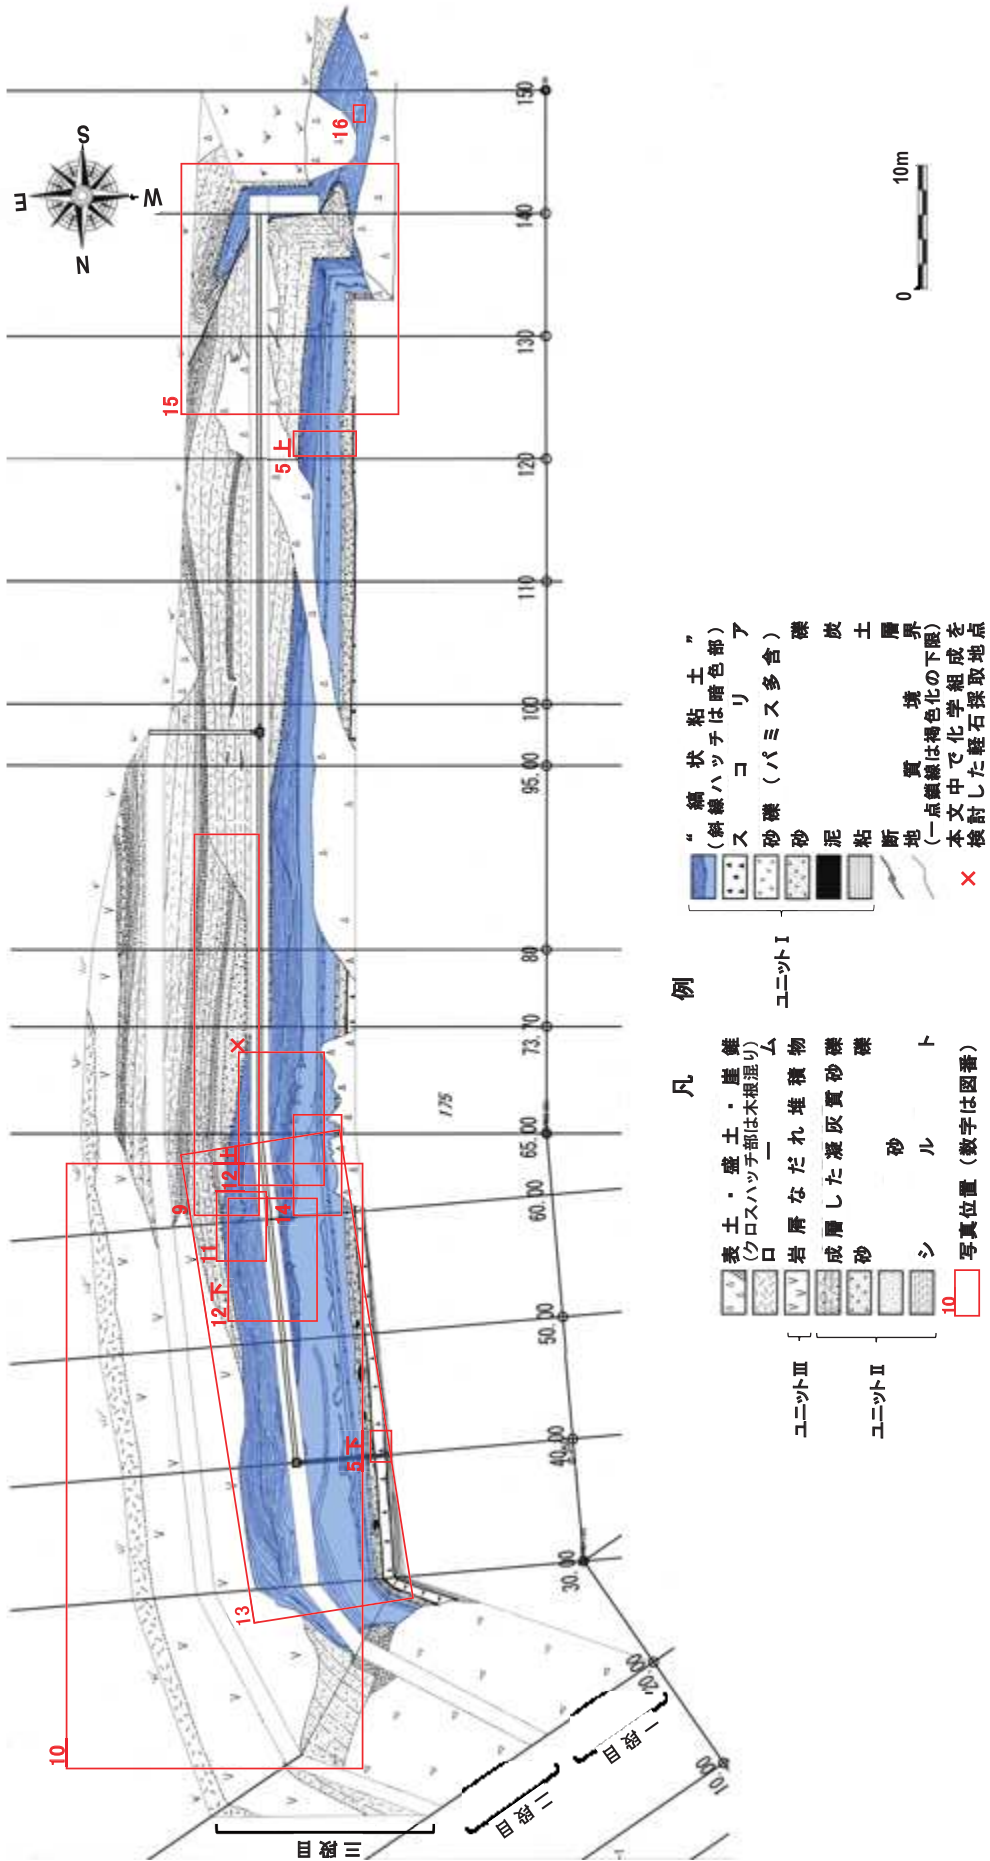 E
S
W
N
10
13
12下
11
9
12上
14
5下
5上
15
16
×
175
10.00
20.00
30.00
40.00
50.00
60.00
65.00
73.70
80
95.00
100
110
120
130
140
150
0 10m
三段目
二段目
一段目
凡例
表土・盛土・崖錐
(クロスハッチ部は木根混り)
ローム
岩屑なだれ堆積物
成層した凝灰質砂礫
砂礫
砂
シルト
10 写真位置(数字は図番)
ユニットⅢ
ユニットⅡ
“縞状粘土”
(斜線ハッチは暗色部)
スコリア
砂礫(パミス多含)
砂礫
泥炭
粘土
断層
地質境界
(一点鎖線は褐色化の下限)
× 本文中で化学組成を
検討した軽石採取地点
ユニットⅠ